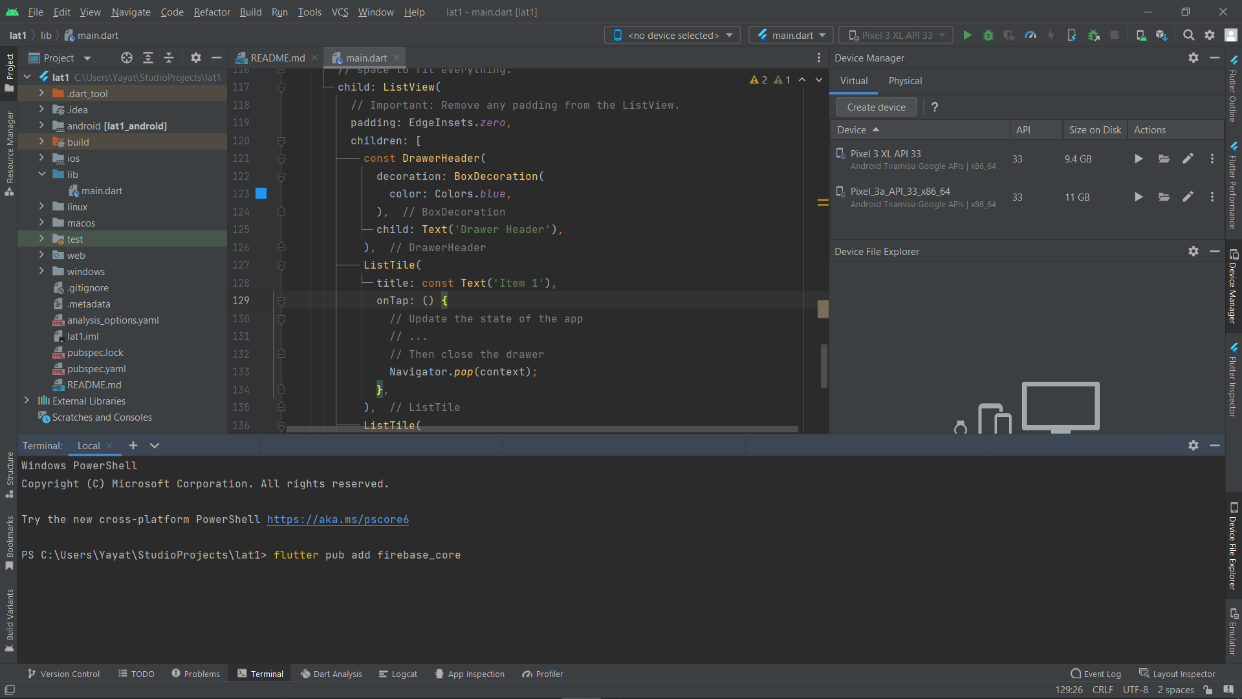 File Edit View Navigate Code Refactor Build Run Tools VCS Window Help lat1 - main.dart [lat1]
lat1 lib main.dart <no device selected> main.dart Pixel 3 XL API 33
Project
Resource Manager
Structure
Bookmarks
Build Variants
Project
lat1 C:\Users\Yayat\StudioProjects\lat1
.dart_tool
.idea
android [lat1_android]
build
ios
lib
main.dart
linux
macos
test
web
windows
.gitignore
.metadata
analysis_options.yaml
lat1.iml
pubspec.lock
pubspec.yaml
README.md
External Libraries
Scratches and Consoles
README.md main.dart
2 1
116 // space to fit everything.
117 child: ListView(
118 // Important: Remove any padding from the ListView.
119 padding: EdgeInsets.zero,
120 children: [
121 const DrawerHeader(
122 decoration: BoxDecoration(
123 color: Colors.blue,
124 ), // BoxDecoration
125 child: Text('Drawer Header'),
126 ), // DrawerHeader
127 ListTile(
128 title: const Text('Item 1'),
129 onTap: () {
130 // Update the state of the app
131 // ...
132 // Then close the drawer
133 Navigator.pop(context);
134 },
135 ), // ListTile
136 ListTile(
Device Manager
Virtual Physical
Create device ?
Device API Size on Disk Actions
Pixel 3 XL API 33 33 9.4 GB
Android Tiramisu Google APIs | x86_64
Pixel_3a_API_33_x86_64 33 11 GB
Android Tiramisu Google APIs | x86_64
Device File Explorer
Flutter Outline
Flutter Performance
Device Manager
Flutter Inspector
Device File Explorer
Emulator
Terminal: Local
Windows PowerShell
Copyright (C) Microsoft Corporation. All rights reserved.
Try the new cross-platform PowerShell https://aka.ms/pscore6
PS C:\Users\Yayat\StudioProjects\lat1> flutter pub add firebase_core
Version Control TODO Problems Terminal Dart Analysis Logcat App Inspection Profiler Event Log Layout Inspector
129:26 CRLF UTF-8 2 spaces